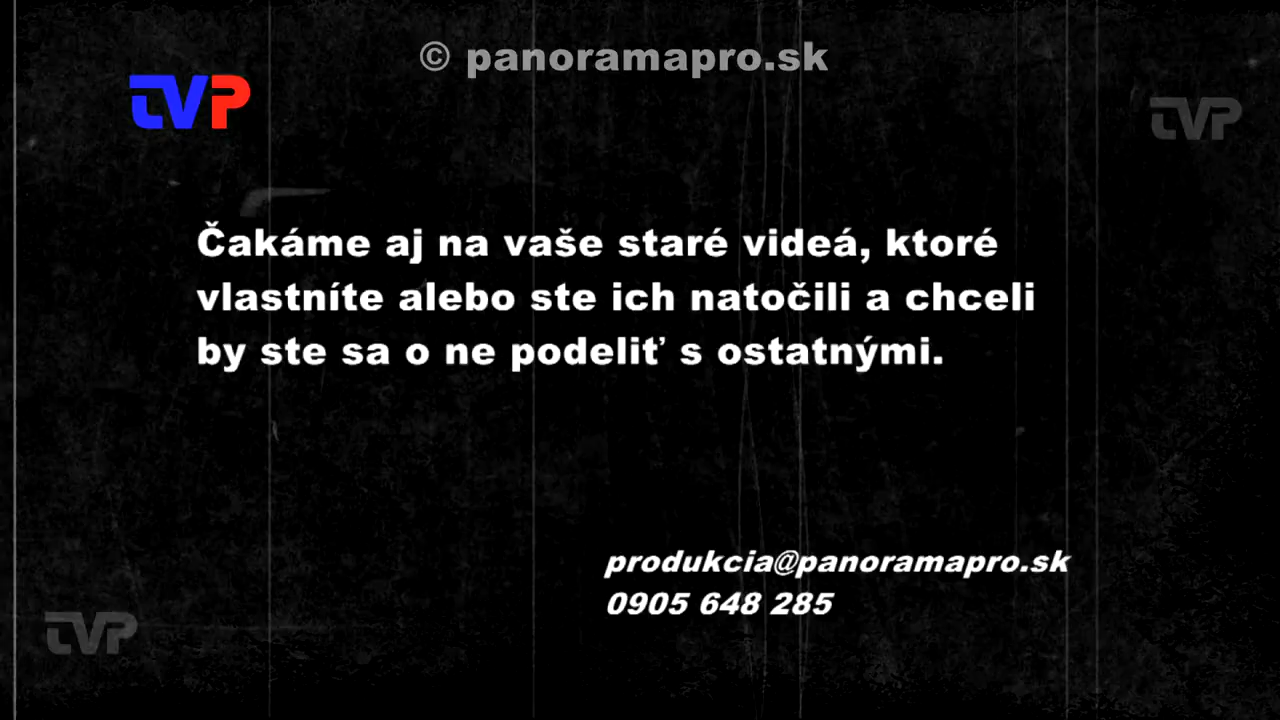 © panoramapro.sk
TVP
TVP
Čakáme aj na vaše staré videá, ktoré
vlastníte alebo ste ich natočili a chceli
by ste sa o ne podeliť s ostatnými.
produkcia@panoramapro.sk
0905 648 285
TVP